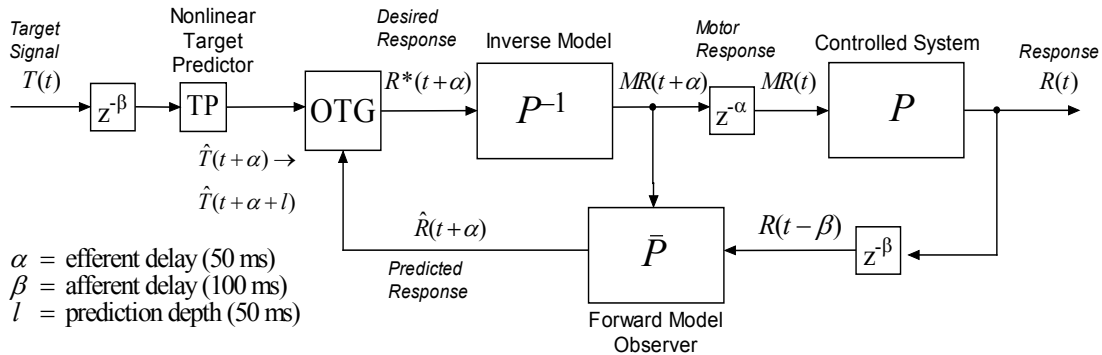 Target
Signal
T(t)
z^{-β}
Nonlinear
Target
Predictor
TP
T̂(t+α) →
T̂(t+α+l)
OTG
Desired
Response
R*(t+α)
Inverse Model
P^{-1}
MR(t+α)
Motor
Response
z^{-α}
MR(t)
Controlled System
P
Response
R(t)
R̂(t+α)
Predicted
Response
P̄
Forward Model
Observer
R(t−β)
z^{-β}
α = efferent delay (50 ms)
β = afferent delay (100 ms)
l = prediction depth (50 ms)